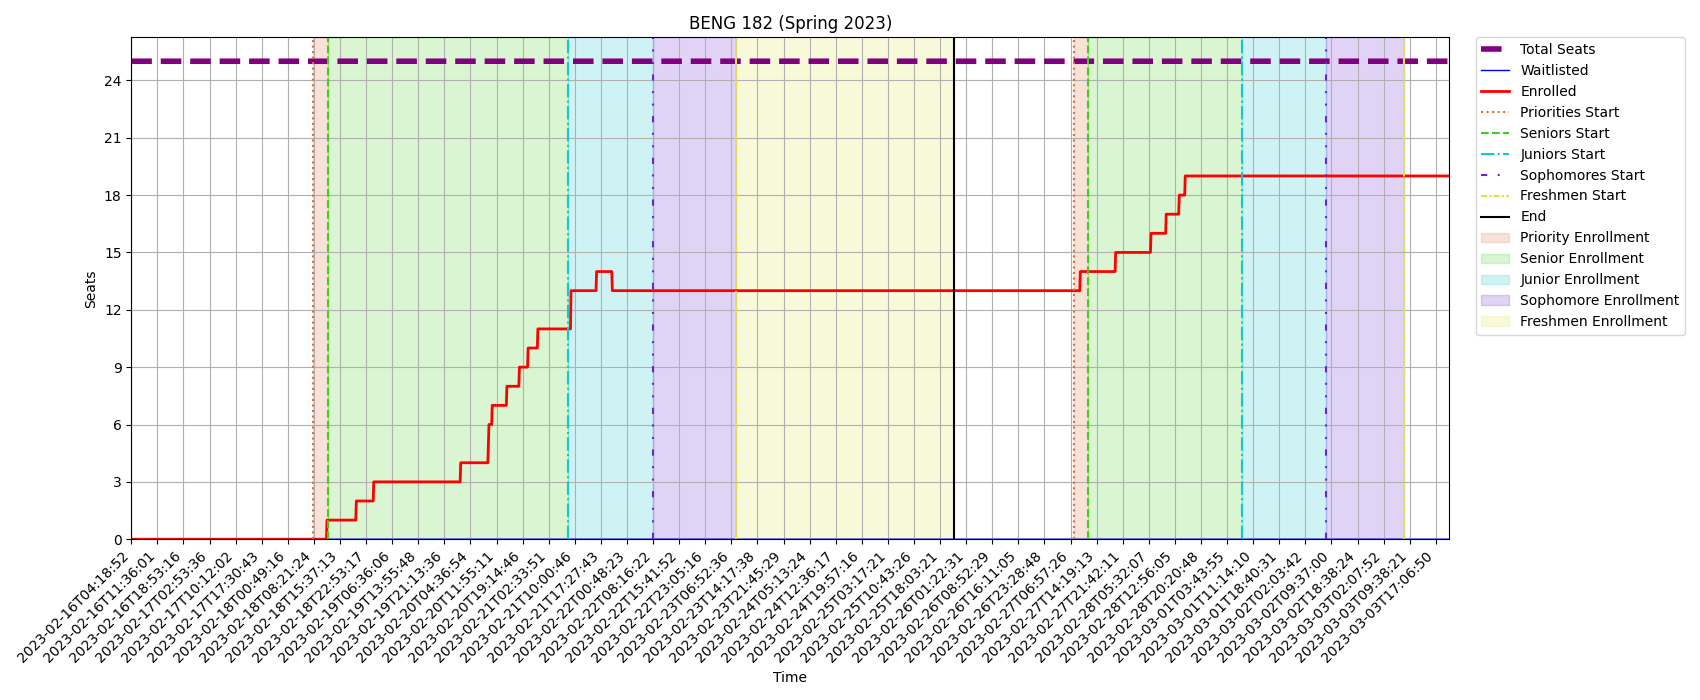 BENG 182 (Spring 2023)
Total Seats
Waitlisted
Enrolled
Priorities Start
Seniors Start
Juniors Start
Sophomores Start
Freshmen Start
End
Priority Enrollment
Senior Enrollment
Junior Enrollment
Sophomore Enrollment
Freshmen Enrollment
Seats
24
21
18
15
12
9
6
3
0
2023-02-16T04:18:52
2023-02-16T11:36:01
2023-02-16T18:53:16
2023-02-17T02:53:36
2023-02-17T10:12:02
2023-02-17T17:30:43
2023-02-18T00:49:16
2023-02-18T08:21:24
2023-02-18T15:37:13
2023-02-18T22:53:17
2023-02-19T06:36:06
2023-02-19T13:55:48
2023-02-19T21:13:36
2023-02-20T04:36:54
2023-02-20T11:55:11
2023-02-20T19:14:46
2023-02-21T02:33:51
2023-02-21T10:00:46
2023-02-21T17:27:43
2023-02-22T00:48:23
2023-02-22T08:16:22
2023-02-22T15:41:52
2023-02-22T23:05:16
2023-02-23T06:52:36
2023-02-23T14:17:38
2023-02-23T21:45:29
2023-02-24T05:13:24
2023-02-24T12:36:17
2023-02-24T19:57:16
2023-02-25T03:17:21
2023-02-25T10:43:26
2023-02-25T18:03:21
2023-02-26T01:22:31
2023-02-26T08:52:29
2023-02-26T16:11:05
2023-02-26T23:28:48
2023-02-27T06:57:26
2023-02-27T14:19:13
2023-02-27T21:42:11
2023-02-28T05:32:07
2023-02-28T12:56:05
2023-02-28T20:20:48
2023-03-01T03:43:55
2023-03-01T11:14:10
2023-03-01T18:40:31
2023-03-02T02:03:42
2023-03-02T09:37:00
2023-03-02T18:38:24
2023-03-03T02:07:52
2023-03-03T09:38:21
2023-03-03T17:06:50
Time